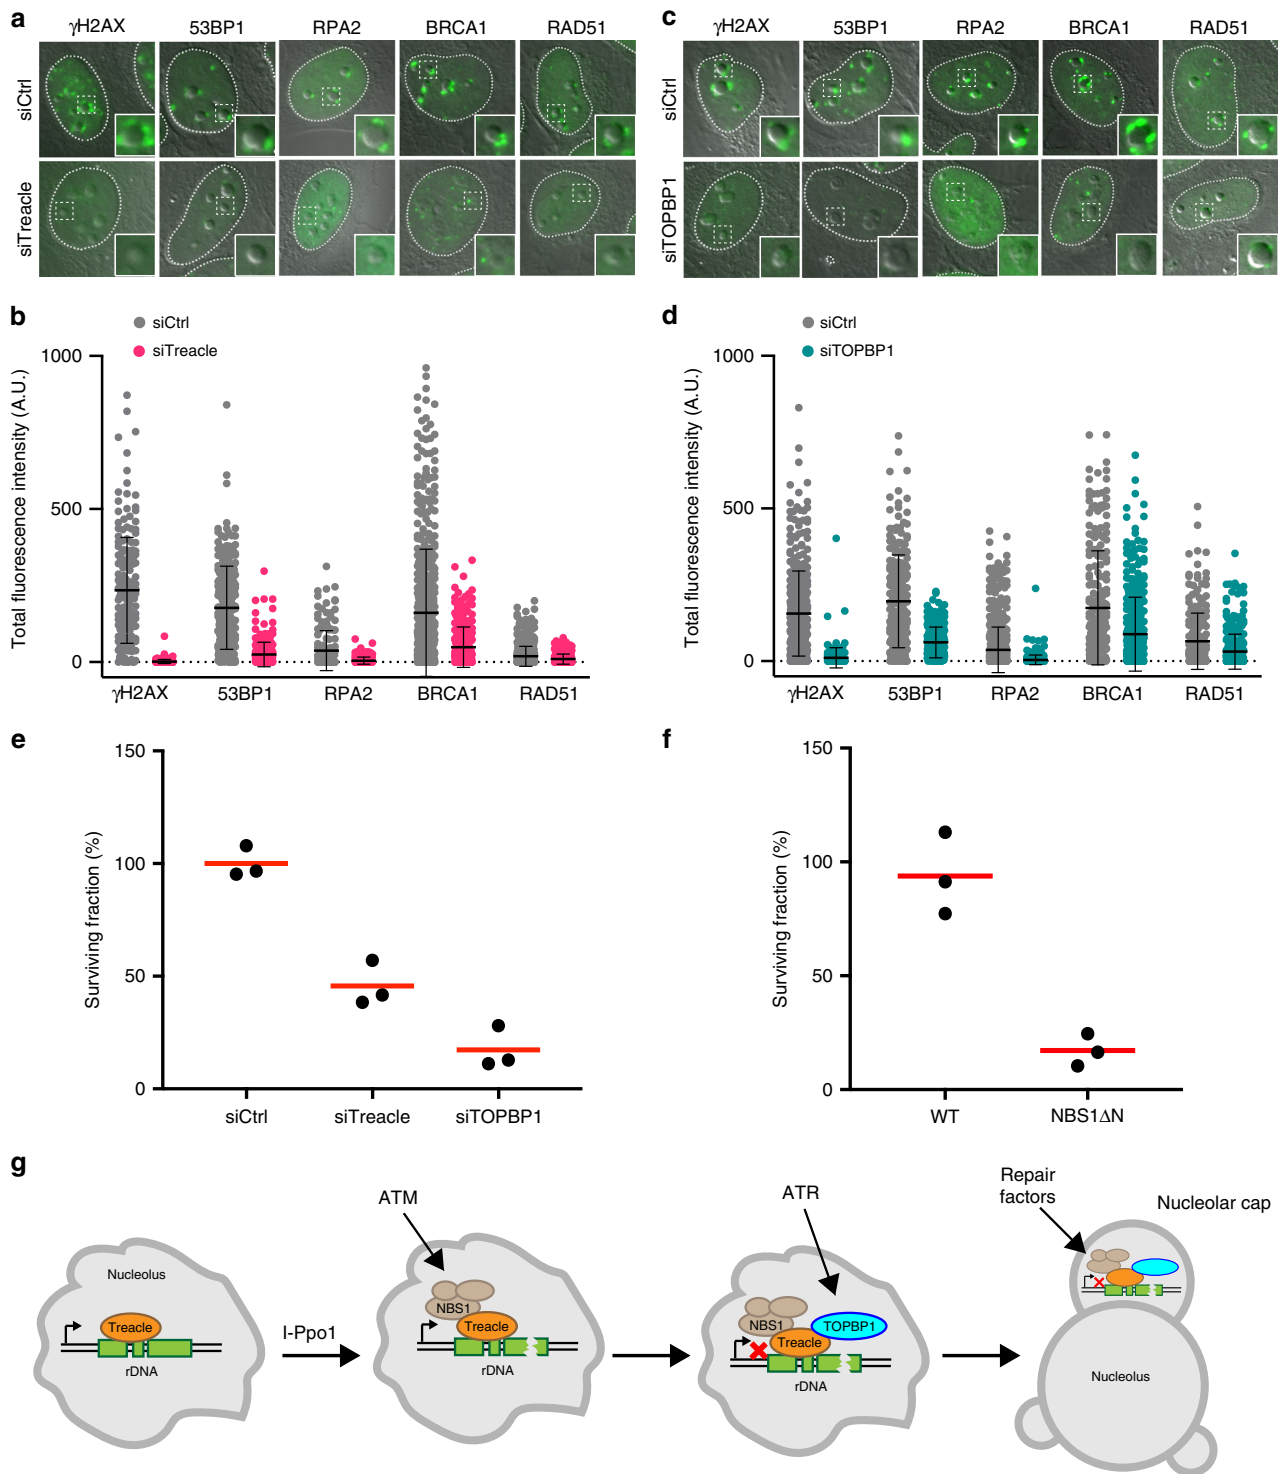 a
γH2AX 53BP1 RPA2 BRCA1 RAD51
siCtrl
siTreacle
c
γH2AX 53BP1 RPA2 BRCA1 RAD51
siCtrl
siTOPBP1
b
siCtrl
siTreacle
Total fluorescence intensity (A.U.)
1000
500
0
γH2AX 53BP1 RPA2 BRCA1 RAD51
d
siCtrl
siTOPBP1
Total fluorescence intensity (A.U.)
1000
500
0
γH2AX 53BP1 RPA2 BRCA1 RAD51
e
Surviving fraction (%)
150
100
50
0
siCtrl siTreacle siTOPBP1
f
Surviving fraction (%)
150
100
50
0
WT NBS1ΔN
g
Nucleolus
Treacle
rDNA
I-Ppo1
ATM
NBS1
Treacle
rDNA
ATR
NBS1
TOPBP1
Treacle
rDNA
Repair
factors
Nucleolar cap
Nucleolus